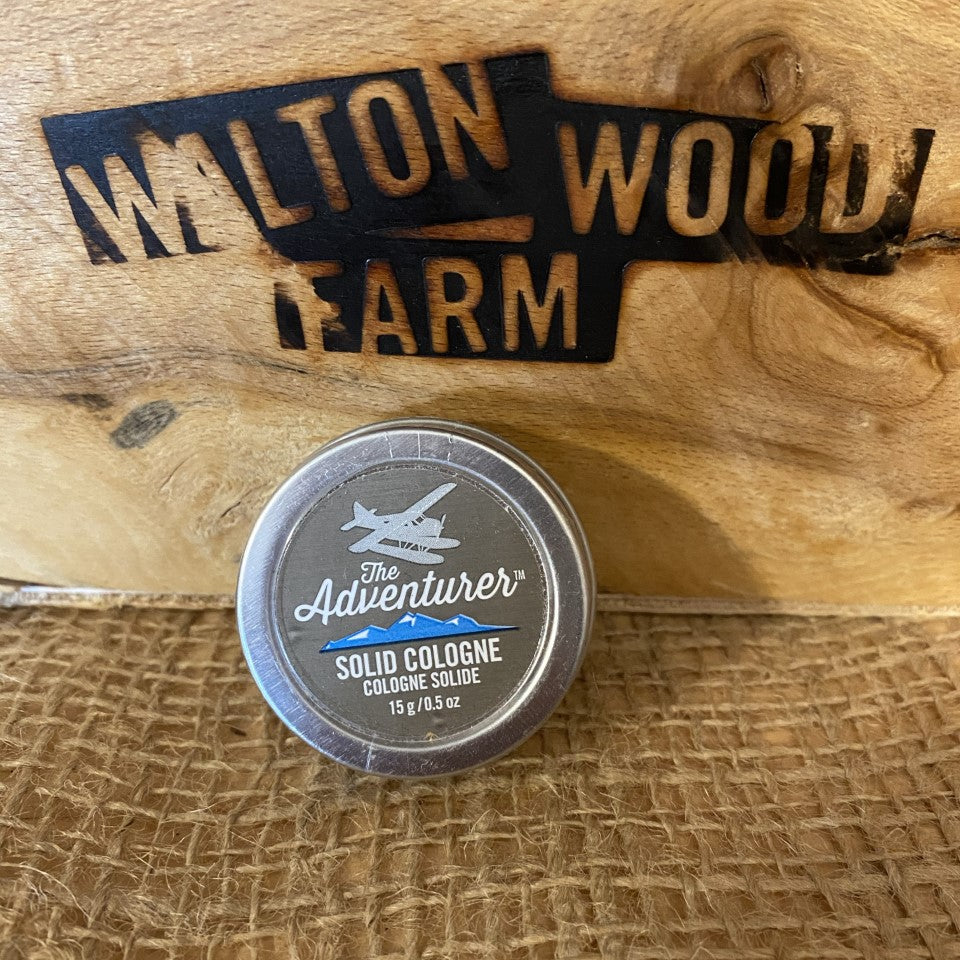 WALTON WOOD
FARM
The
Adventurer™
SOLID COLOGNE
COLOGNE SOLIDE
15 g / 0.5 oz